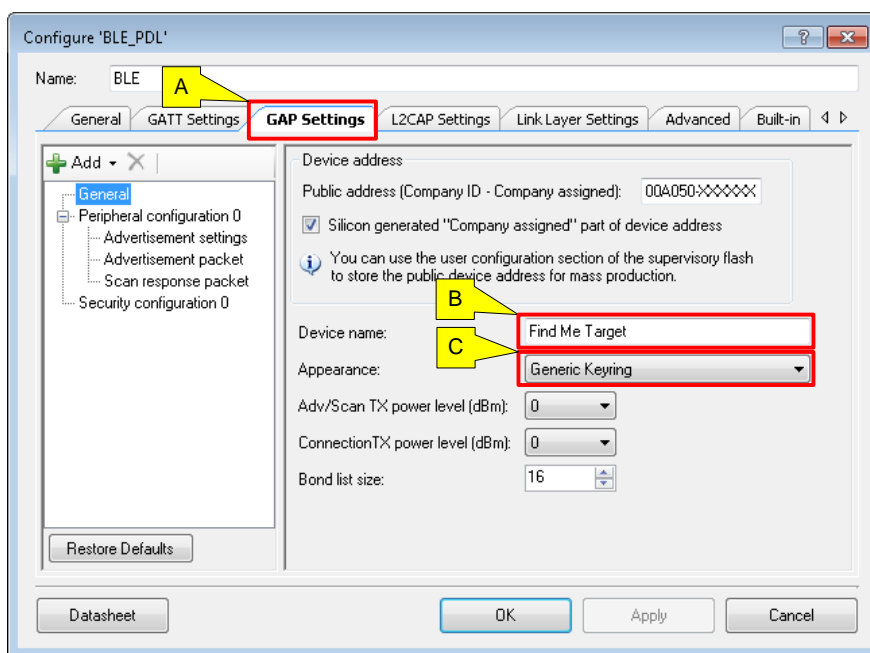 Configure 'BLE_PDL'
Name: BLE
A
General GATT Settings GAP Settings L2CAP Settings Link Layer Settings Advanced Built-in
Add
General
Peripheral configuration 0
Advertisement settings
Advertisement packet
Scan response packet
Security configuration 0
Restore Defaults
Device address
Public address (Company ID - Company assigned): 00A050-XXXXXX
Silicon generated "Company assigned" part of device address
You can use the user configuration section of the supervisory flash
to store the public device address for mass production.
B
Device name: Find Me Target
C
Appearance: Generic Keyring
Adv/Scan TX power level (dBm): 0
ConnectionTX power level (dBm): 0
Bond list size: 16
Datasheet OK Apply Cancel